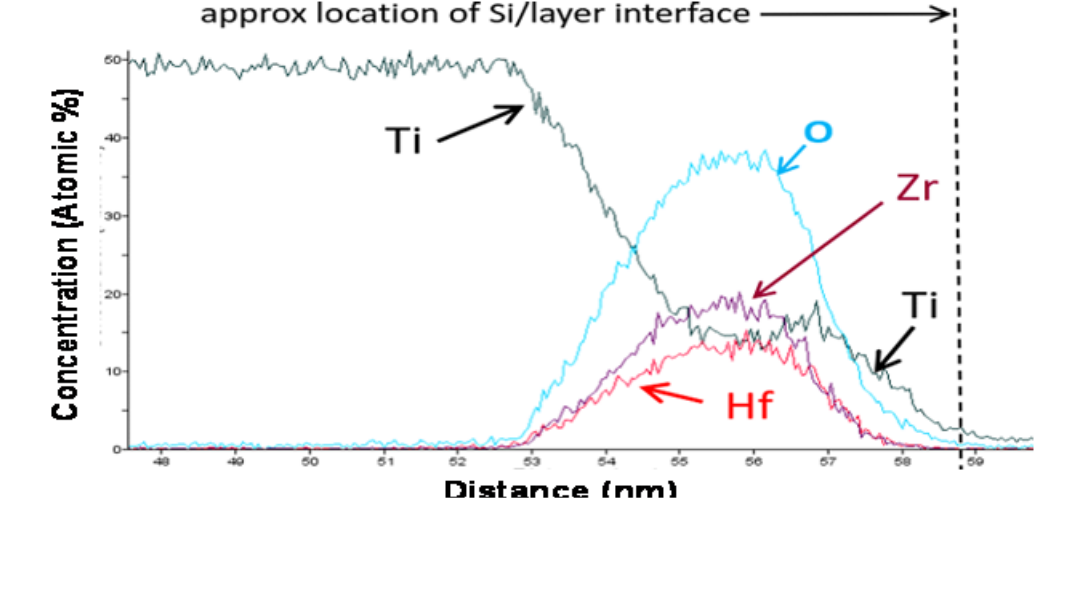 approx location of Si/layer interface
Concentration (Atomic %)
50
40
30
20
10
0
Ti
O
Zr
Ti
Hf
48 49 50 51 52 53 54 55 56 57 58 59
Distance (nm)